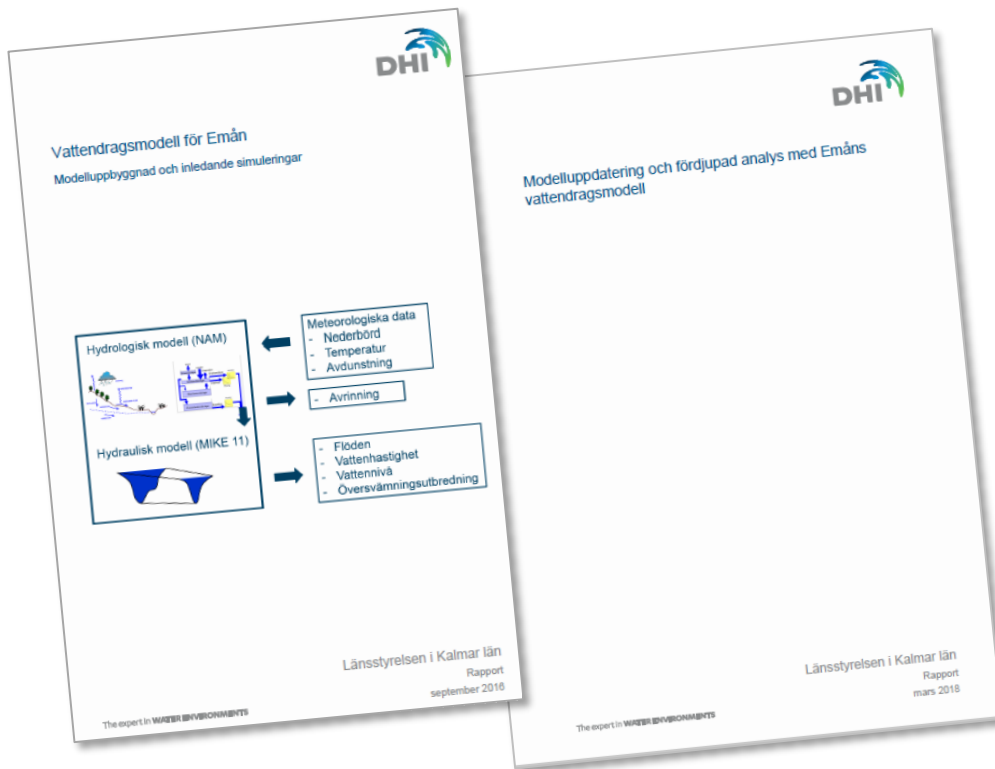 DHI
Vattendragsmodell för Emån
Modelluppbyggnad och inledande simuleringar
Hydrologisk modell (NAM)
Meteorologiska data
- Nederbörd
- Temperatur
- Avdunstning
- Avrinning
Hydraulisk modell (MIKE 11)
- Flöden
- Vattenhastighet
- Vattennivå
- Översvämningsutbredning
Länsstyrelsen i Kalmar län
Rapport
september 2016
The expert in WATER ENVIRONMENTS
DHI
Modelluppdatering och fördjupad analys med Emåns
vattendragsmodell
Länsstyrelsen i Kalmar län
Rapport
mars 2018
The expert in WATER ENVIRONMENTS